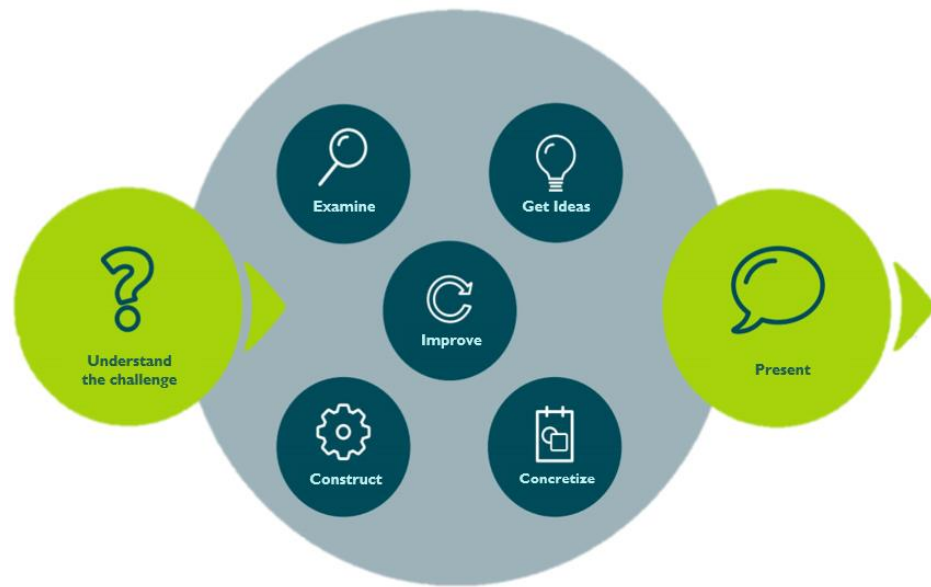 Examine
Get Ideas
Improve
Understand
the challenge
Present
Construct
Concretize